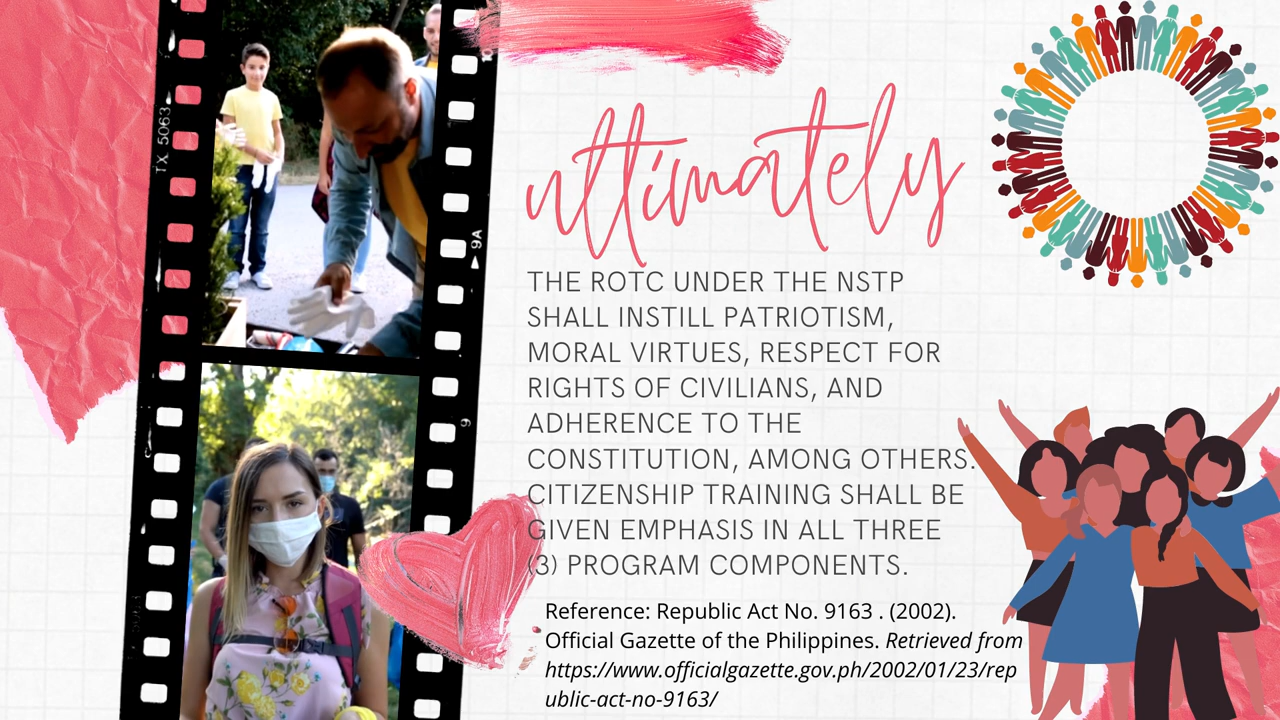 TX 5063
9A
9
ultimately
THE ROTC UNDER THE NSTP
SHALL INSTILL PATRIOTISM,
MORAL VIRTUES, RESPECT FOR
RIGHTS OF CIVILIANS, AND
ADHERENCE TO THE
CONSTITUTION, AMONG OTHERS.
CITIZENSHIP TRAINING SHALL BE
GIVEN EMPHASIS IN ALL THREE
(3) PROGRAM COMPONENTS.
Reference: Republic Act No. 9163 . (2002).
Official Gazette of the Philippines. Retrieved from
https://www.officialgazette.gov.ph/2002/01/23/rep
ublic-act-no-9163/